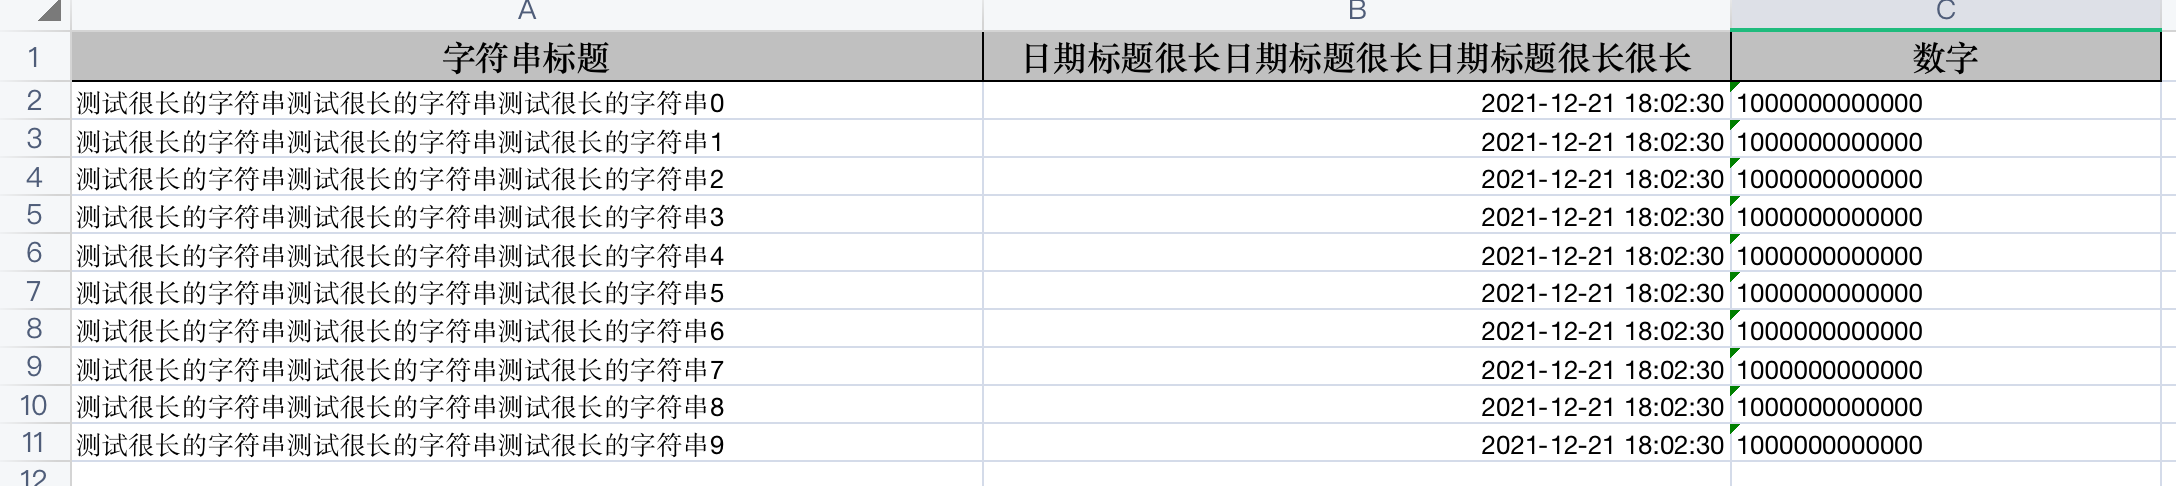 A B C
1 字符串标题 日期标题很长日期标题很长日期标题很长很长 数字
2 测试很长的字符串测试很长的字符串测试很长的字符串0 2021-12-21 18:02:30 1000000000000
3 测试很长的字符串测试很长的字符串测试很长的字符串1 2021-12-21 18:02:30 1000000000000
4 测试很长的字符串测试很长的字符串测试很长的字符串2 2021-12-21 18:02:30 1000000000000
5 测试很长的字符串测试很长的字符串测试很长的字符串3 2021-12-21 18:02:30 1000000000000
6 测试很长的字符串测试很长的字符串测试很长的字符串4 2021-12-21 18:02:30 1000000000000
7 测试很长的字符串测试很长的字符串测试很长的字符串5 2021-12-21 18:02:30 1000000000000
8 测试很长的字符串测试很长的字符串测试很长的字符串6 2021-12-21 18:02:30 1000000000000
9 测试很长的字符串测试很长的字符串测试很长的字符串7 2021-12-21 18:02:30 1000000000000
10 测试很长的字符串测试很长的字符串测试很长的字符串8 2021-12-21 18:02:30 1000000000000
11 测试很长的字符串测试很长的字符串测试很长的字符串9 2021-12-21 18:02:30 1000000000000
12